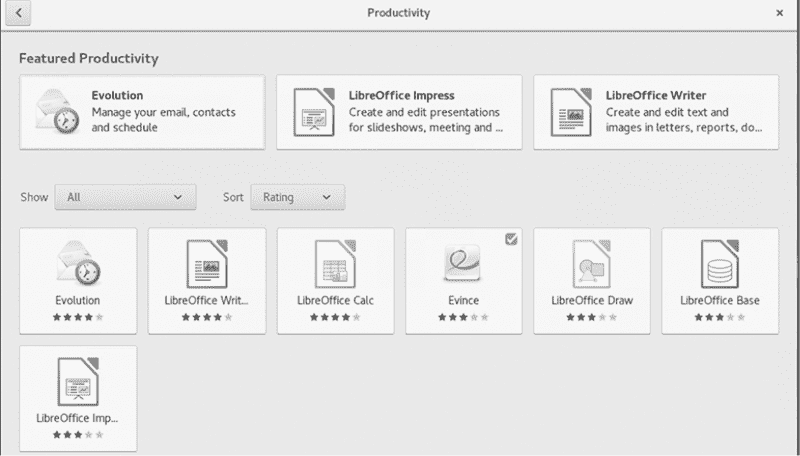 Productivity
Featured Productivity
Evolution
Manage your email, contacts
and schedule
LibreOffice Impress
Create and edit presentations
for slideshows, meeting and ...
LibreOffice Writer
Create and edit text and
images in letters, reports, do...
Show All Sort Rating
Evolution
LibreOffice Writ...
LibreOffice Calc
Evince
LibreOffice Draw
LibreOffice Base
LibreOffice Imp...